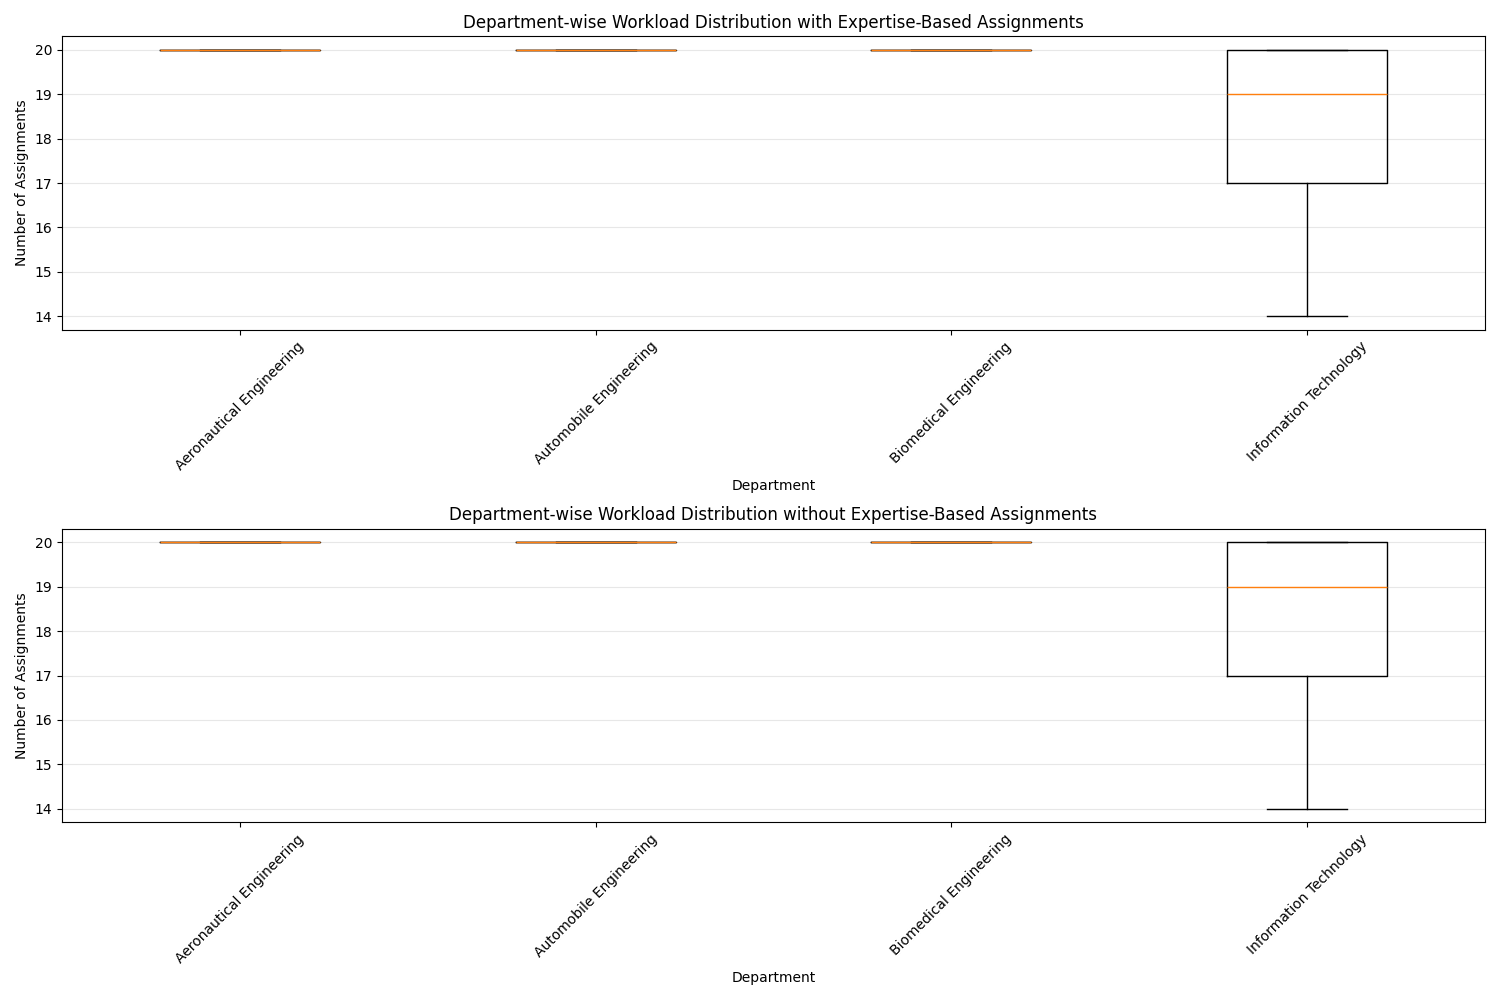 Department-wise Workload Distribution with Expertise-Based Assignments
Number of Assignments
20
19
18
17
16
15
14
Aeronautical Engineering
Automobile Engineering
Biomedical Engineering
Information Technology
Department
Department-wise Workload Distribution without Expertise-Based Assignments
Number of Assignments
20
19
18
17
16
15
14
Aeronautical Engineering
Automobile Engineering
Biomedical Engineering
Information Technology
Department